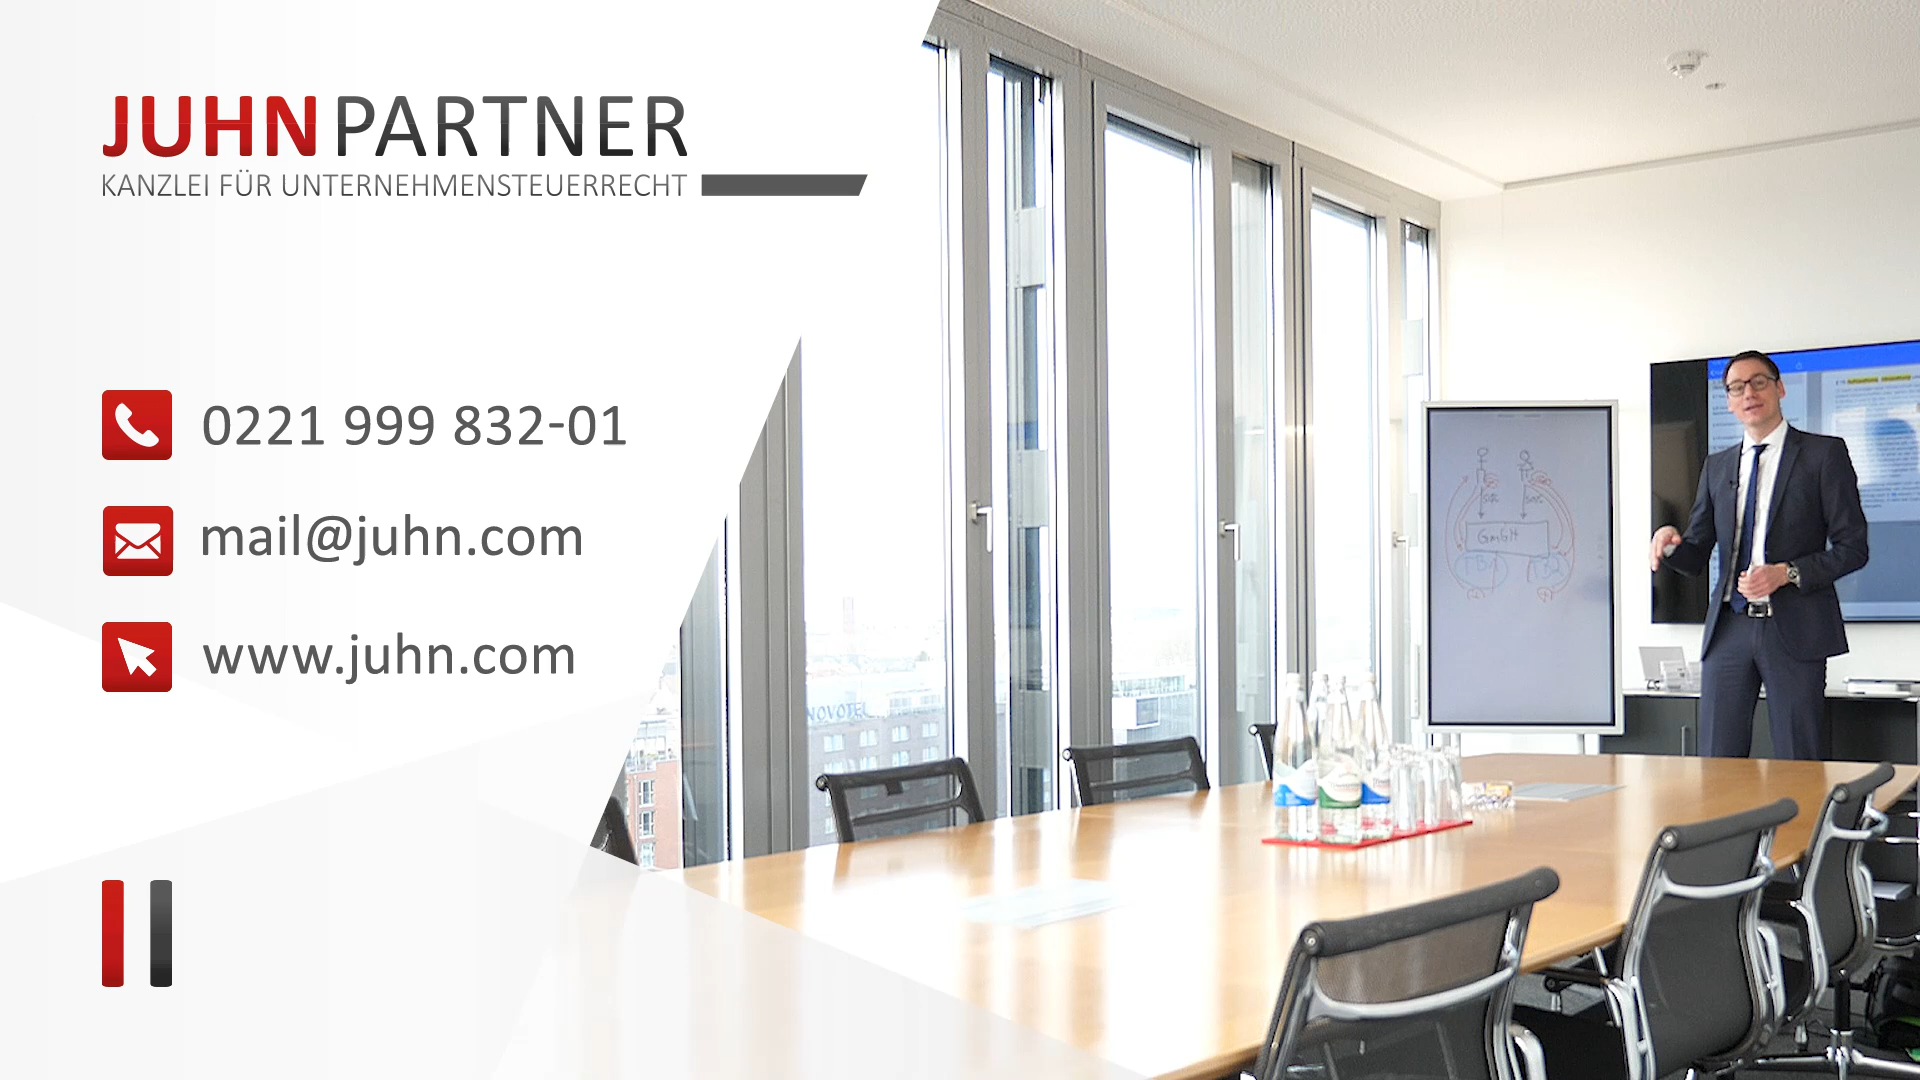 JUHN PARTNER
KANZLEI FÜR UNTERNEHMENSTEUERRECHT
0221 999 832-01
mail@juhn.com
www.juhn.com
NOVOTEL
GmbH